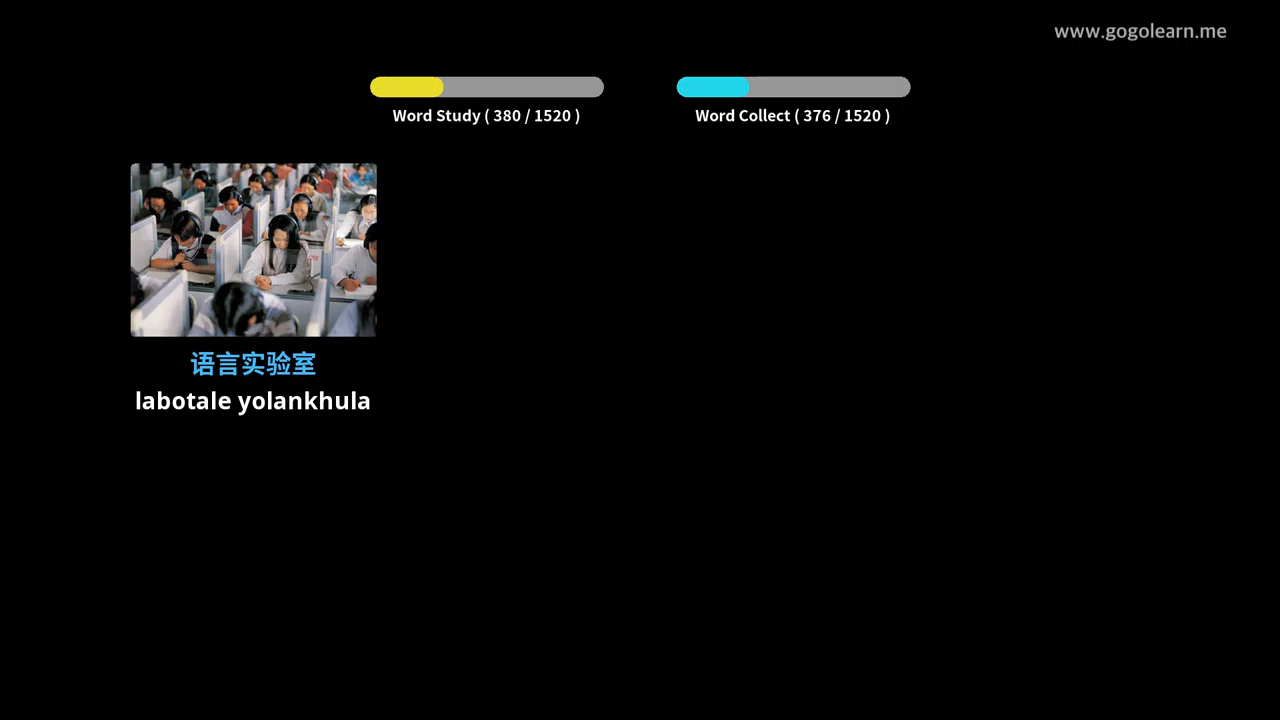 www.gogolearn.me
Word Study ( 380 / 1520 )
Word Collect ( 376 / 1520 )
语言实验室
labotale yolankhula